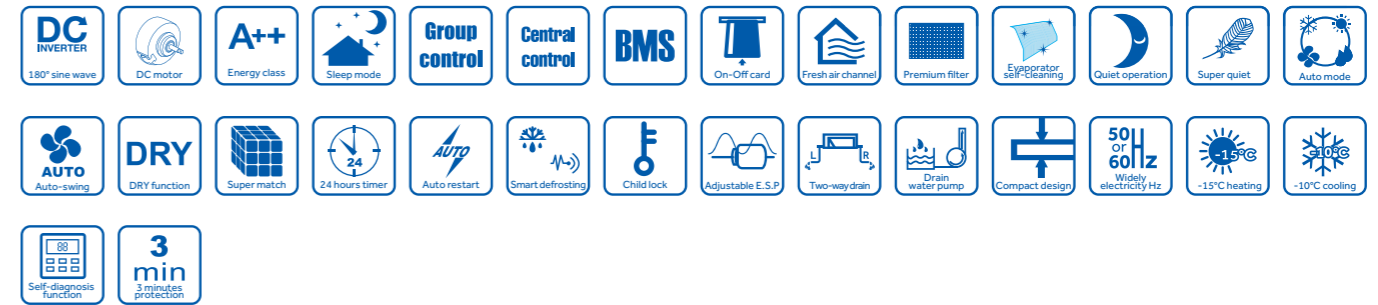 DC
INVERTER
180° sine wave
DC motor
A++
Energy class
Sleep mode
Group
control
Central
control
BMS
On-Off card
Fresh air channel
Premium filter
Evaporator
self-cleaning
Quiet operation
Super quiet
Auto mode
AUTO
Auto-swing
DRY
DRY function
Super match
24
24 hours timer
AUTO
Auto restart
Smart defrosting
Child lock
Adjustable E.S.P
L R
Two-way drain
Drain
water pump
Compact design
50
or
60
Hz
Widely
electricity Hz
-15°C
-15°C heating
-10°C
-10°C cooling
88
Self-diagnosis
function
3
min
3 minutes
protection